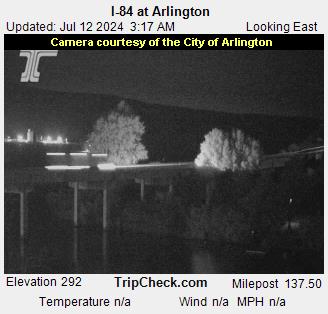 I-84 at Arlington
Updated: Jul 12 2024  3:17 AM    Looking East
Camera courtesy of the City of Arlington
Elevation 292    TripCheck.com    Milepost  137.50
Temperature n/a    Wind n/a  MPH n/a